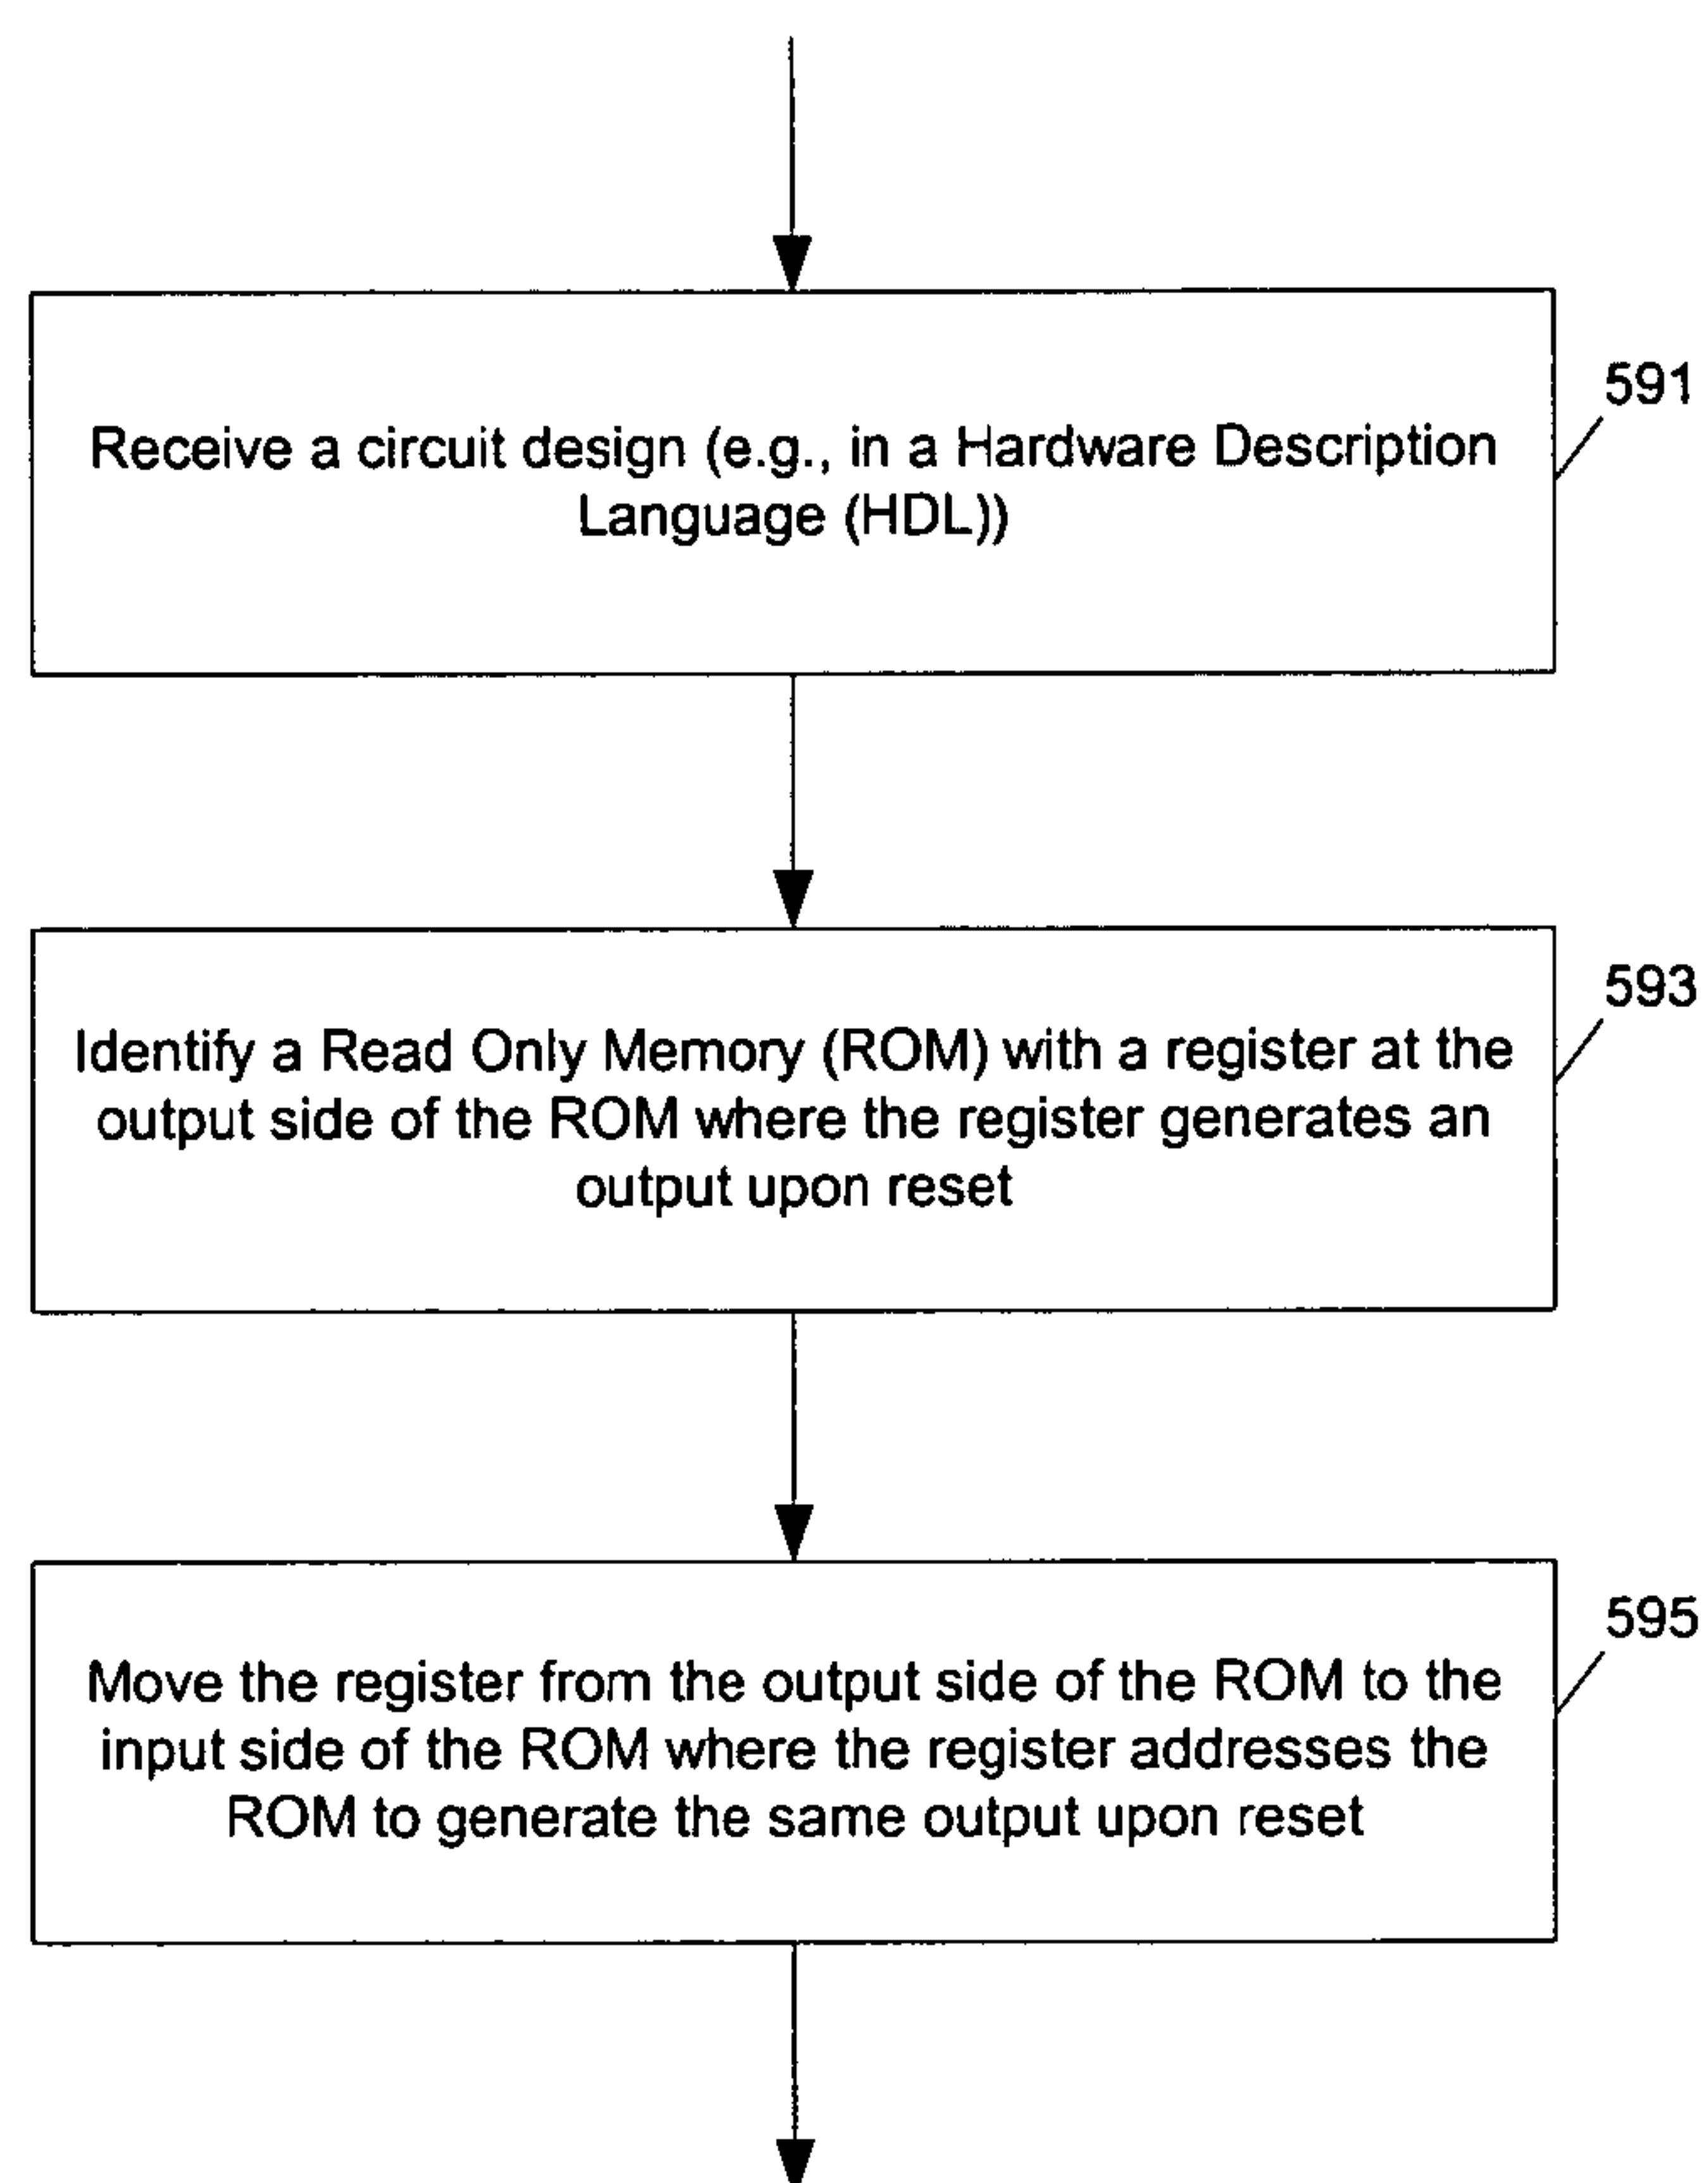 Receive a circuit design (e.g., in a Hardware Description
Language (HDL))
591
Identify a Read Only Memory (ROM) with a register at the
output side of the ROM where the register generates an
output upon reset
593
Move the register from the output side of the ROM to the
input side of the ROM where the register addresses the
ROM to generate the same output upon reset
595